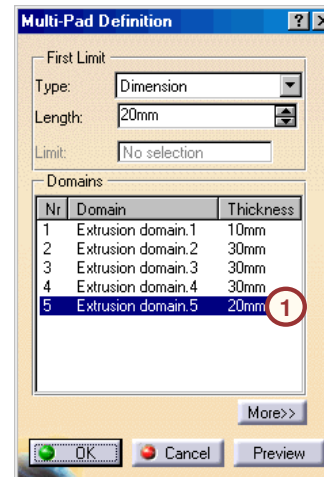 Multi-Pad Definition
First Limit
Type: Dimension
Length: 20mm
Limit: No selection
Domains
Nr Domain Thickness
1 Extrusion domain.1 10mm
2 Extrusion domain.2 30mm
3 Extrusion domain.3 30mm
4 Extrusion domain.4 30mm
5 Extrusion domain.5 20mm 1
More>>
OK Cancel Preview